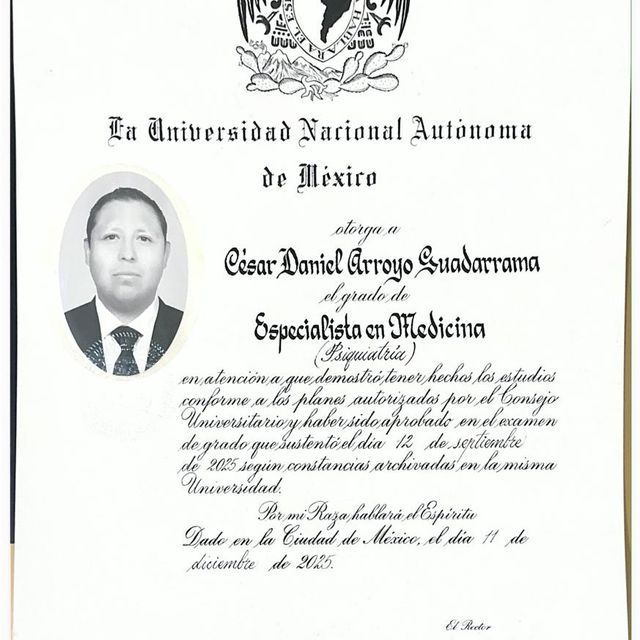 HABLARA EL ES
La Universidad Nacional Autónoma
de México
otorga a
César Daniel Arroyo Guadarrama
el grado de
Especialista en Medicina
(Psiquiatría)
en atención a que demostró tener hechos los estudios
conforme a los planes autorizados por el Consejo
Universitario y haber sido aprobado en el examen
de grado que sustentó el día 12 de septiembre
de 2025 según constancias archivadas en la misma
Universidad.
Por mi Raza hablará el Espíritu
Dado en la Ciudad de México, el día 11 de
diciembre de 2025.
El Rector